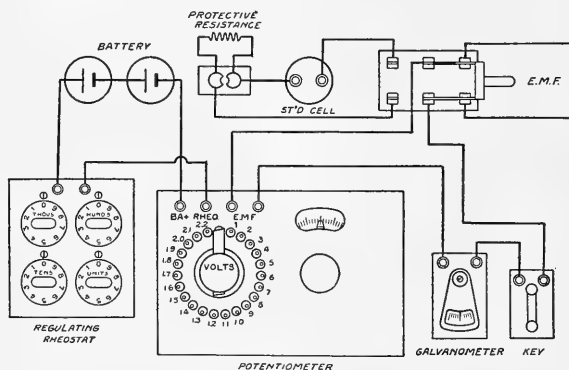 PROTECTIVE
RESISTANCE
BATTERY
ST'D CELL
E.M.F.
BA+ RHEO. E.M.F
THOUS
HUNDS
TENS
UNITS
VOLTS
.1
.2
.3
.4
.5
.6
.7
.8
.9
1.0
1.1
1.2
1.3
1.4
1.5
1.6
1.7
1.8
1.9
2.0
2.1
2.2
REGULATING
RHEOSTAT
POTENTIOMETER
GALVANOMETER
KEY